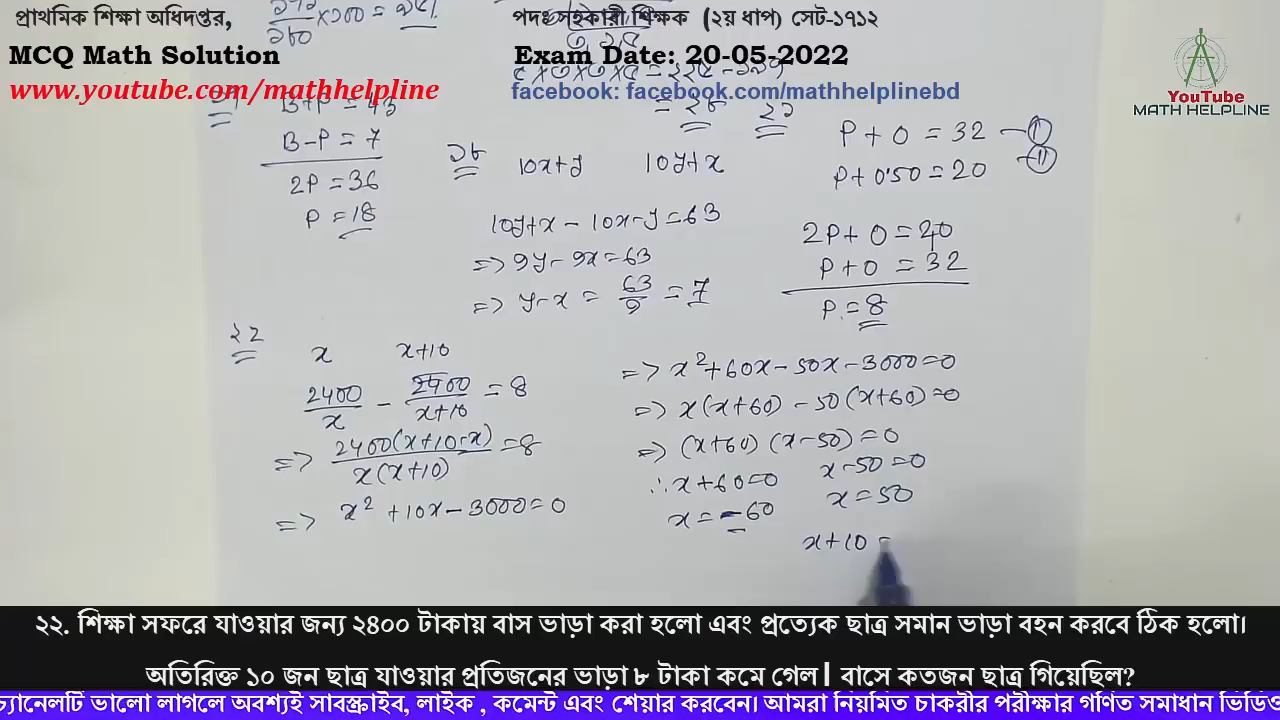 প্রাথমিক শিক্ষা অধিদপ্তর,
পদঃ সহকারী শিক্ষক (২য় ধাপ) সেট-১৭১২
MCQ Math Solution
Exam Date: 20-05-2022
www.youtube.com/mathhelpline
facebook: facebook.com/mathhelplinebd
YouTube
MATH HELPLINE
B+P = 43
B-P = 7
2P = 36
P = 18
১৮
10x+y 10y+x
10y+x - 10x-y = 63
=> 9y-9x = 63
=> y-x = 63/9 = 7
= ২৮
২১
P + O = 32 — (i)
P + 0.50 = 20 — (ii)
2P + O = 40
P + O = 32
P = 8
২২
x x+10
2400/x - 2400/x+10 = 8
=> 2400(x+10-x)/x(x+10) = 8
=> x² + 10x - 3000 = 0
=> x² + 60x - 50x - 3000 = 0
=> x(x+60) - 50(x+60) = 0
=> (x+60) (x-50) = 0
∴ x+60=0 x-50=0
x = -60 x = 50
x+10 =
২২. শিক্ষা সফরে যাওয়ার জন্য ২৪০০ টাকায় বাস ভাড়া করা হলো এবং প্রত্যেক ছাত্র সমান ভাড়া বহন করবে ঠিক হলো।
অতিরিক্ত ১০ জন ছাত্র যাওয়ার প্রতিজনের ভাড়া ৮ টাকা কমে গেল। বাসে কতজন ছাত্র গিয়েছিল?
চ্যানেলটি ভালো লাগলে অবশ্যই সাবস্ক্রাইব, লাইক , কমেন্ট এবং শেয়ার করবেন। আমরা নিয়মিত চাকরীর পরীক্ষার গণিত সমাধান ভিডিও